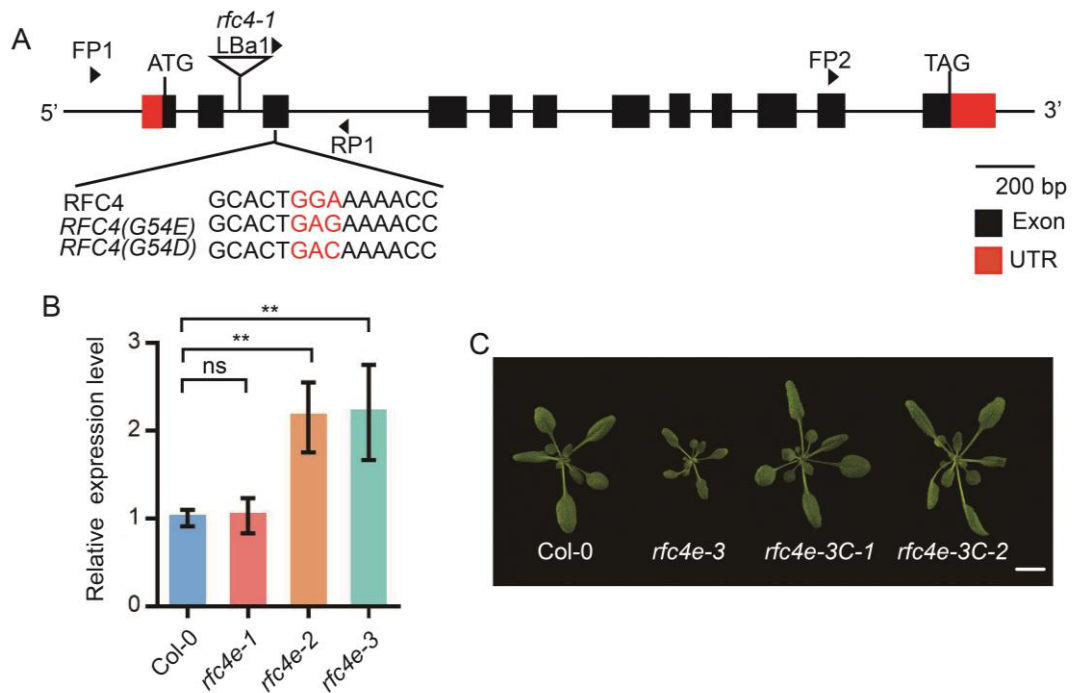 A
rfc4-1
LBa1
FP1
ATG
FP2
TAG
5’
3’
RP1
200 bp
RFC4 GCACTGGAAAAACC
RFC4(G54E) GCACTGAGAAAACC
RFC4(G54D) GCACTGACAAAACC
Exon
UTR
B
**
**
ns
Relative expression level
3
2
1
0
Col-0
rfc4e-1
rfc4e-2
rfc4e-3
C
Col-0
rfc4e-3
rfc4e-3C-1
rfc4e-3C-2